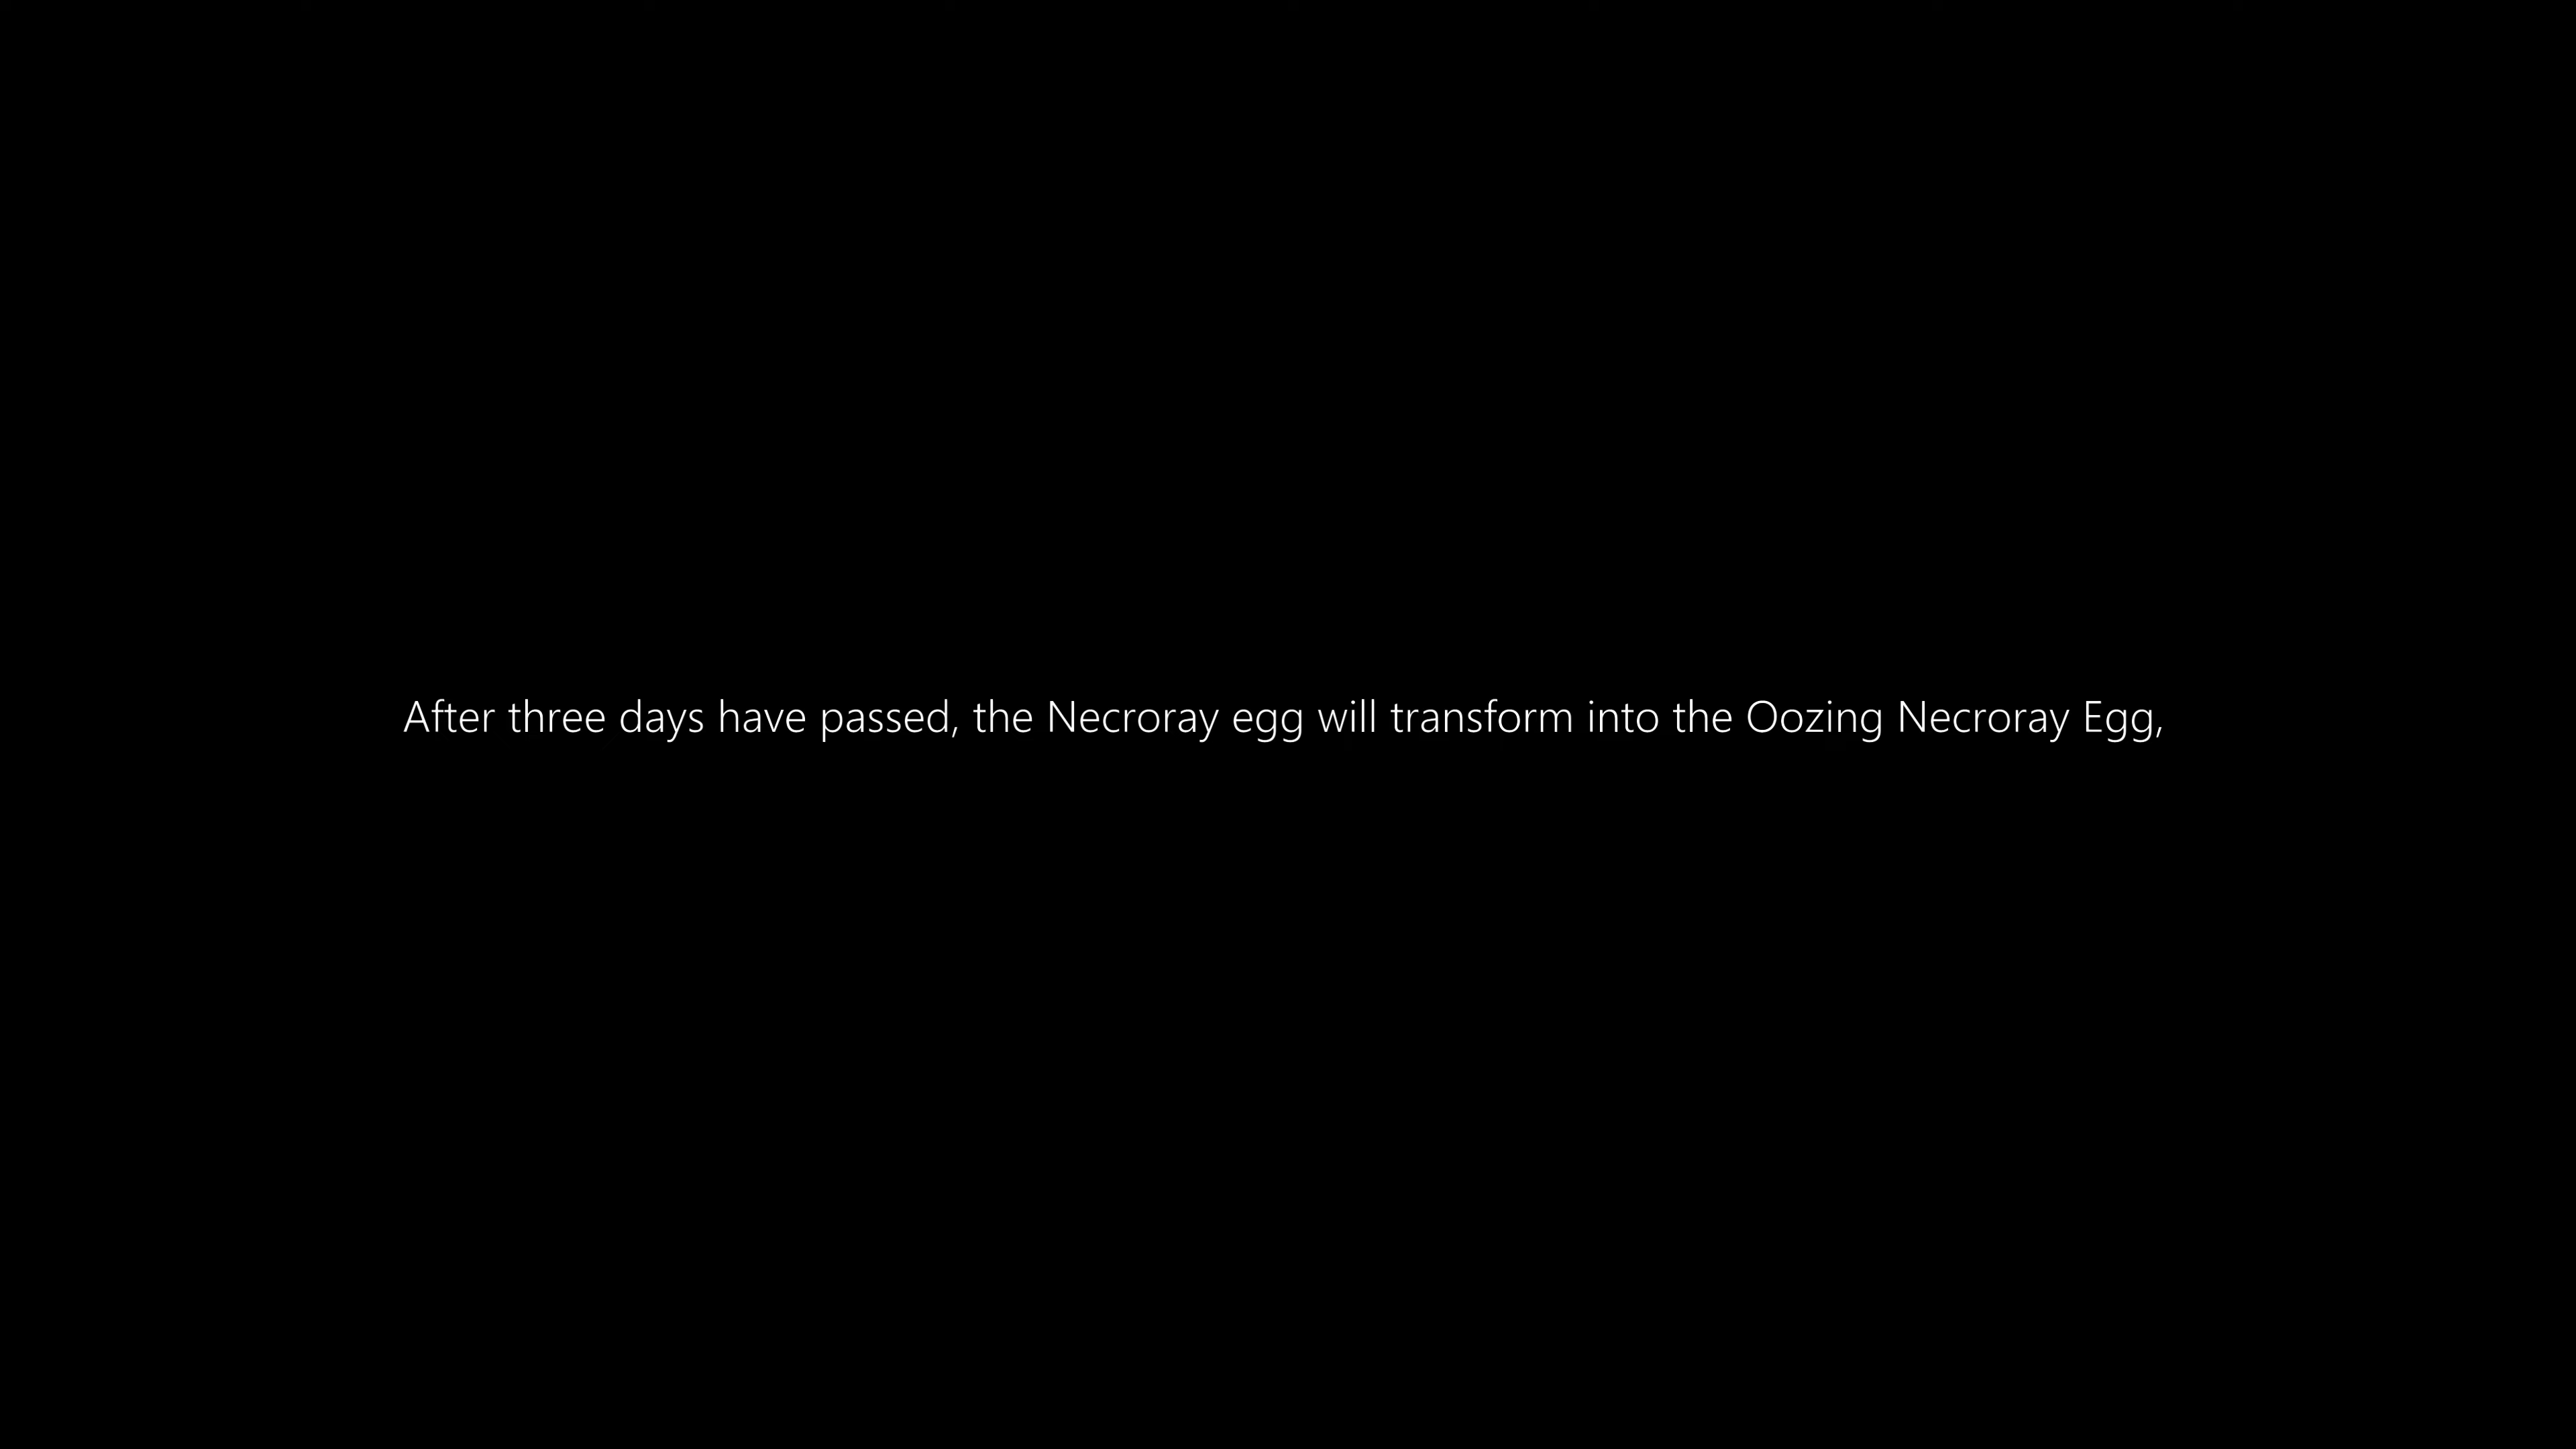 After three days have passed, the Necroray egg will transform into the Oozing Necroray Egg,